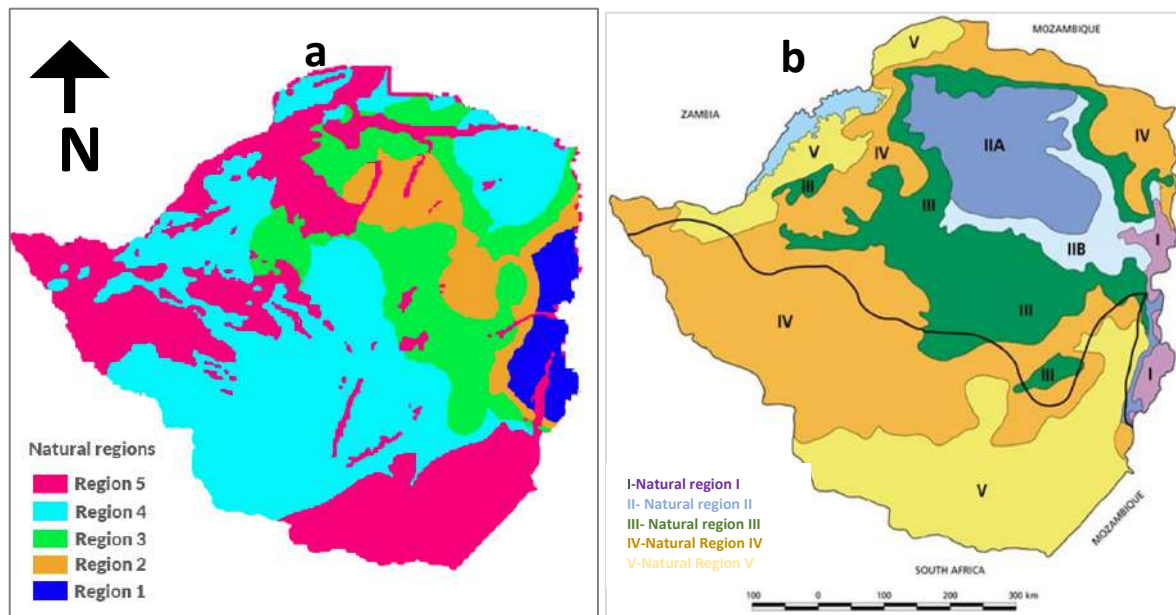 a
N
Natural regions
Region 5
Region 4
Region 3
Region 2
Region 1
b
MOZAMBIQUE
ZAMBIA
V
V
IV
IIA
IV
III
III
IIB
I
IV
III
III
I
V
I-Natural region I
II- Natural region II
III- Natural region III
IV-Natural Region IV
V-Natural Region V
MOZAMBIQUE
SOUTH AFRICA
100 0 100 200 300 km